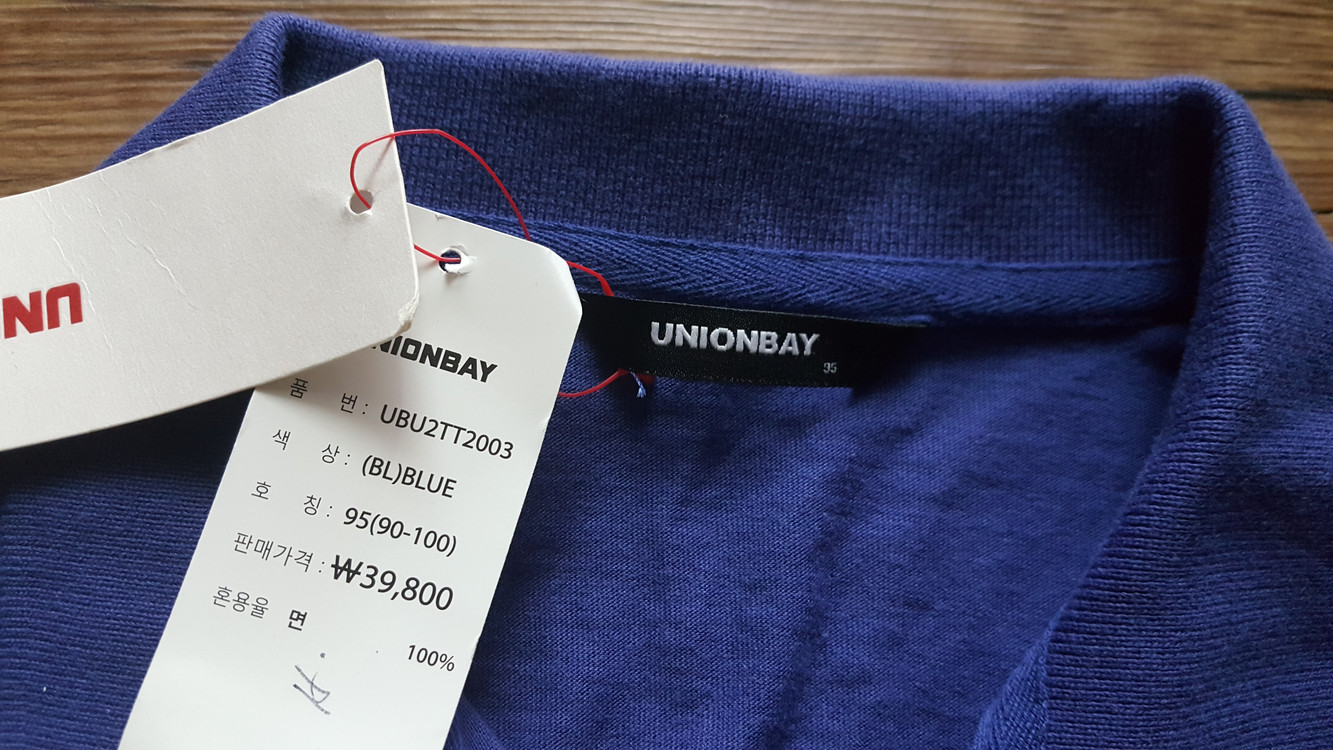 UN
UNIONBAY
95
NIONBAY
품 번 : UBU2TT2003
색 상 : (BL)BLUE
호 칭 : 95(90-100)
판매가격 : ₩39,800
혼용율 면 100%